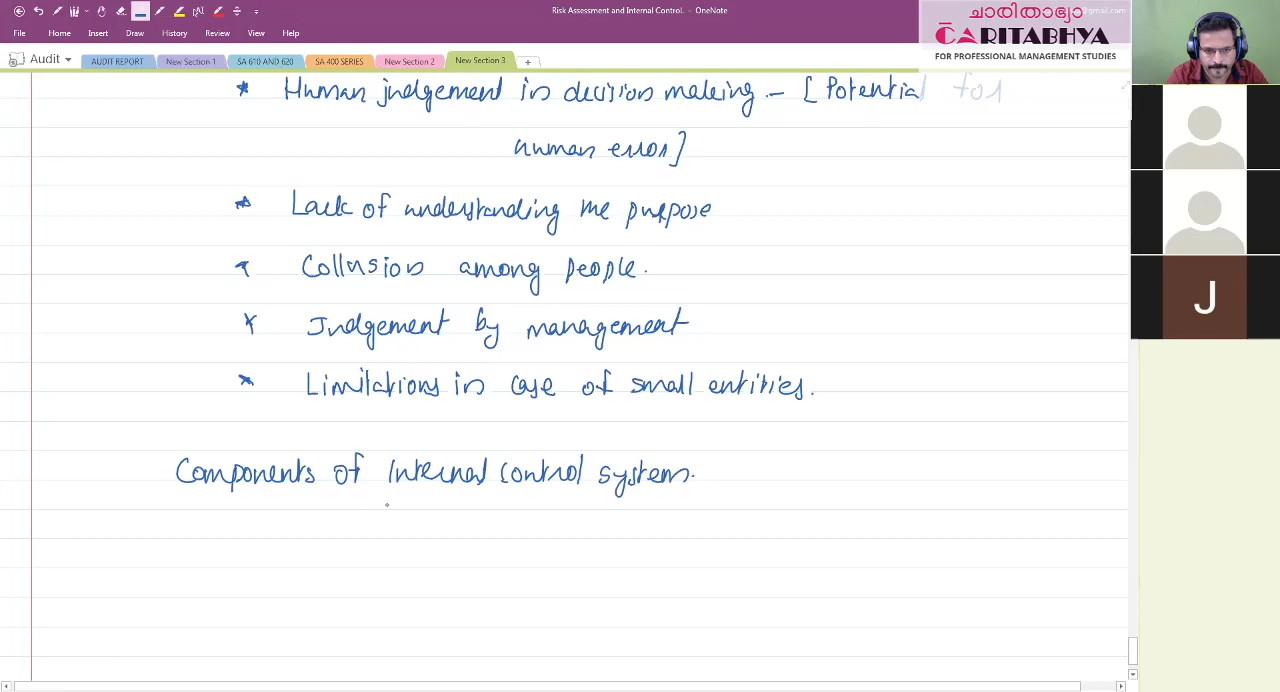 Risk Assessment and Internal Control. - OneNote
ചാരിതാഭ്യാ
@gmail.com
CARITABHYA
FOR PROFESSIONAL MANAGEMENT STUDIES
File Home Insert Draw History Review View Help
Audit AUDIT REPORT New Section 1 SA 610 AND 620 SA 400 SERIES New Section 2 New Section 3 +
* Human judgement in decision making - [Potential for
human error]
* Lack of understanding the purpose
* Collusion among people.
* Judgement by management
* Limitations in case of small entities.
Components of Internal control system.
J